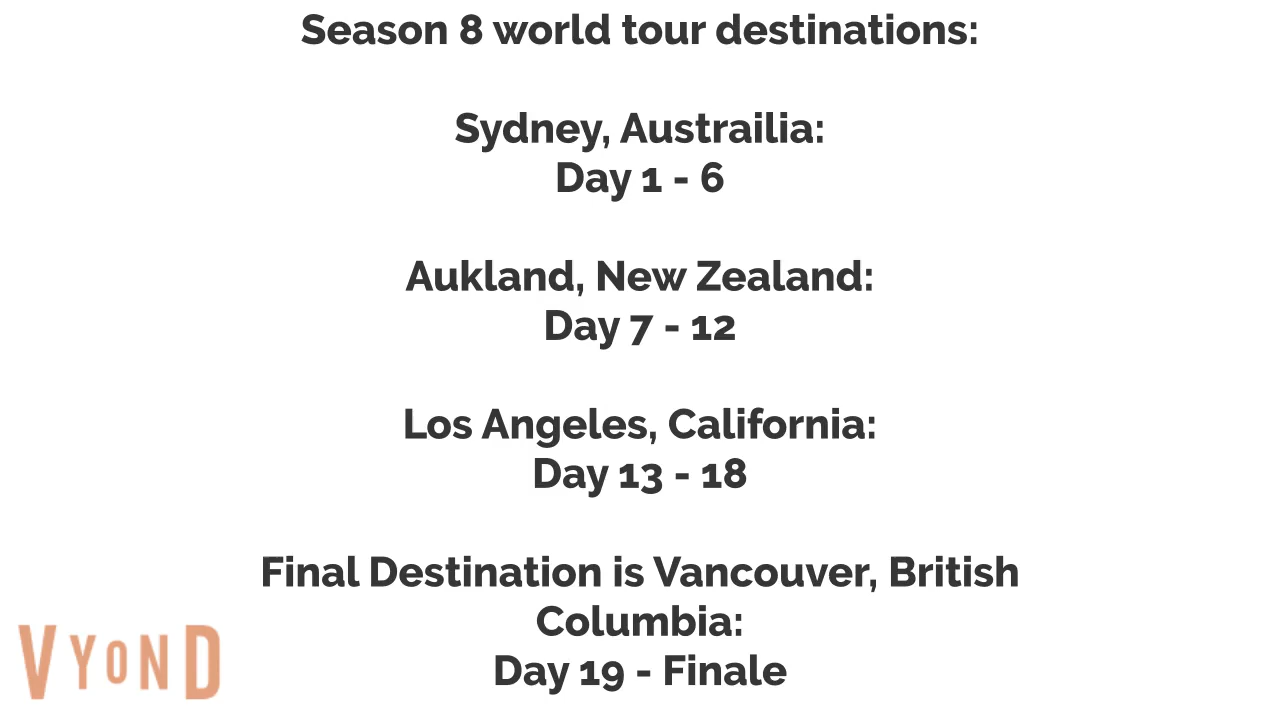 Season 8 world tour destinations:
Sydney, Austrailia:
Day 1 - 6
Aukland, New Zealand:
Day 7 - 12
Los Angeles, California:
Day 13 - 18
Final Destination is Vancouver, British
Columbia:
Day 19 - Finale
VYOND